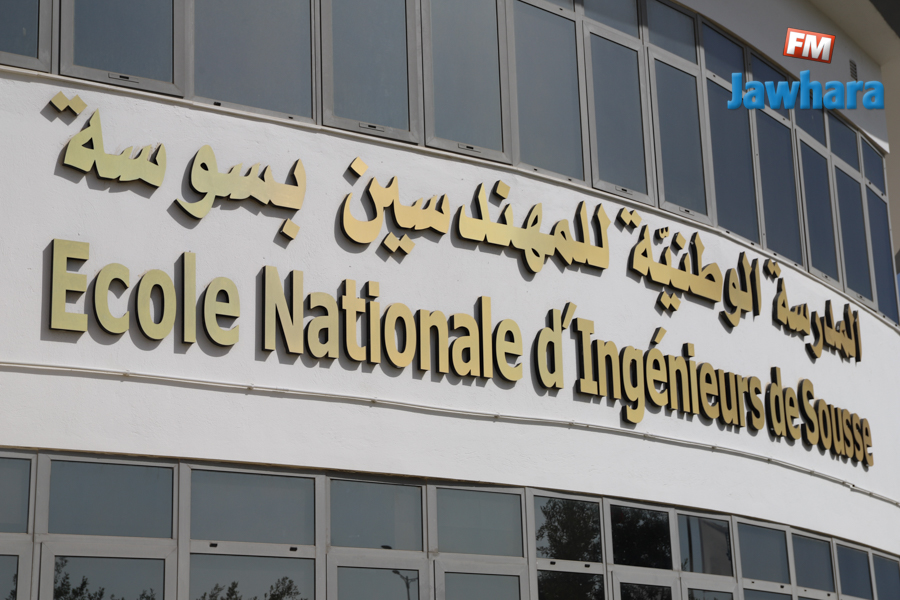 FM
Jawhara
المدرسة الوطنيّة للمهندسين بسوسة
Ecole Nationale d'Ingénieurs de Sousse